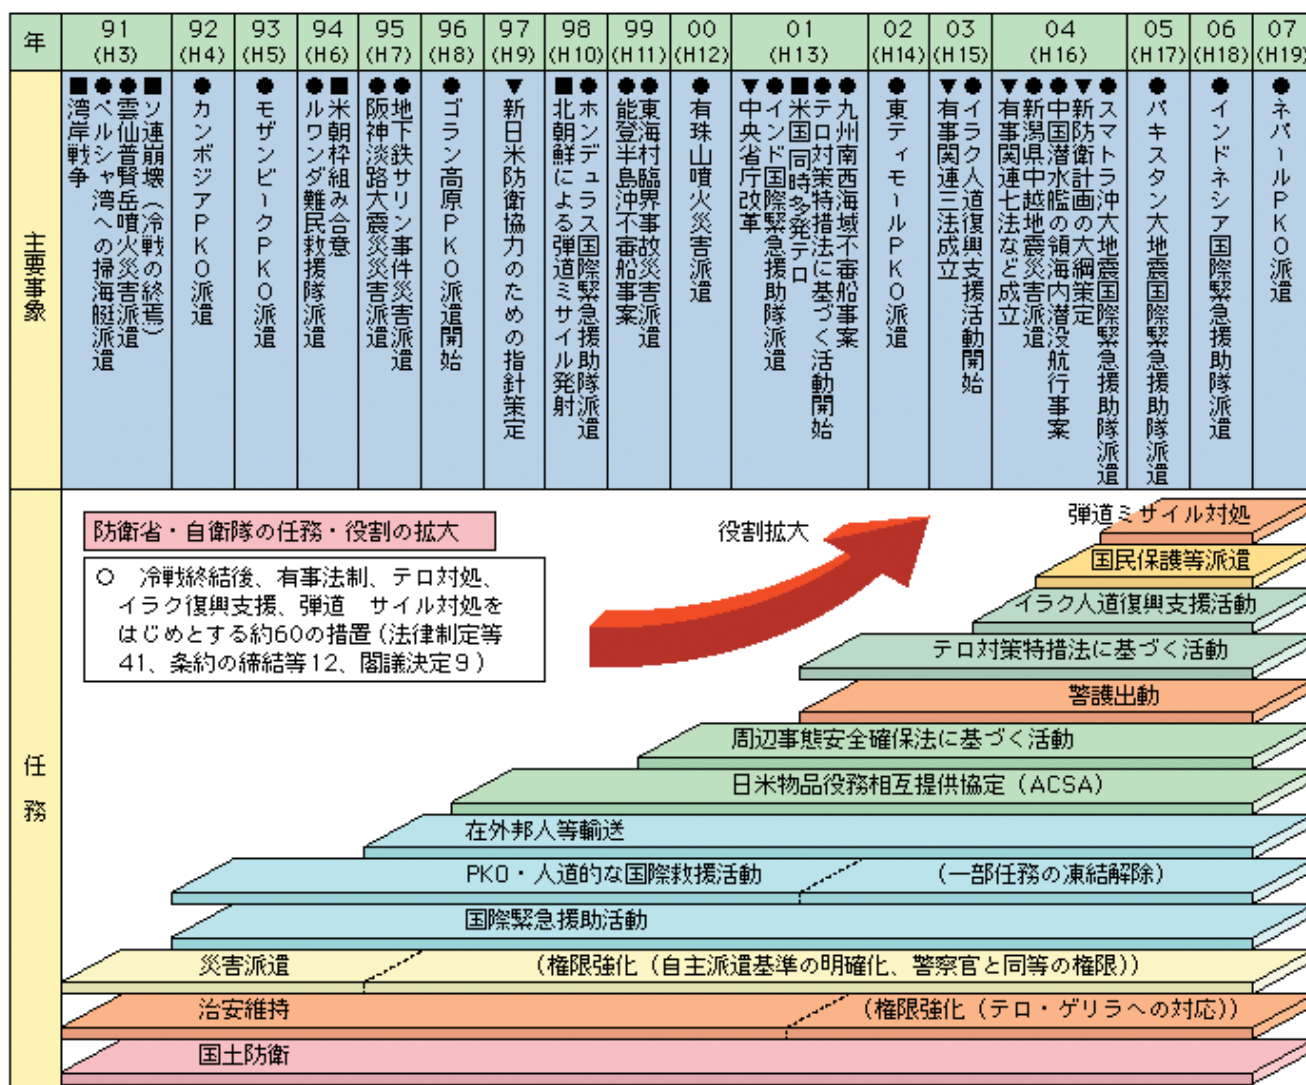 年
91
(H3)
92
(H4)
93
(H5)
94
(H6)
95
(H7)
96
(H8)
97
(H9)
98
(H10)
99
(H11)
00
(H12)
01
(H13)
02
(H14)
03
(H15)
04
(H16)
05
(H17)
06
(H18)
07
(H19)
主要事象
■湾岸戦争
●ペルシャ湾への掃海艇派遣
●雲仙普賢岳噴火災害派遣
■ソ連崩壊(冷戦の終焉)
●カンボジアPKO派遣
●モザンビークPKO派遣
●ルワンダ難民救援隊派遣
■米朝枠組み合意
●阪神淡路大震災災害派遣
●地下鉄サリン事件災害派遣
●ゴラン高原PKO派遣開始
▼新日米防衛協力のための指針策定
■北朝鮮による弾道ミサイル発射
●ホンデュラス国際緊急援助隊派遣
●能登半島沖不審船事案
●東海村臨界事故災害派遣
●有珠山噴火災害派遣
▼中央省庁改革
●インド国際緊急援助隊派遣
■米国同時多発テロ
●テロ対策特措法に基づく活動開始
●九州南西海域不審船事案
●東ティモールPKO派遣
▼有事関連三法成立
●イラク人道復興支援活動開始
▼有事関連七法など成立
●新潟県中越地震災害派遣
●中国潜水艦の領海内潜没航行事案
▼新防衛計画の大綱策定
●スマトラ沖大地震国際緊急援助隊派遣
●パキスタン大地震国際緊急援助隊派遣
●インドネシア国際緊急援助隊派遣
●ネパールPKO派遣
任務
防衛省・自衛隊の任務・役割の拡大
○ 冷戦終結後、有事法制、テロ対処、
イラク復興支援、弾道 サイル対処を
はじめとする約60の措置(法律制定等
41、条約の締結等12、閣議決定9)
役割拡大
弾道ミサイル対処
国民保護等派遣
イラク人道復興支援活動
テロ対策特措法に基づく活動
警護出動
周辺事態安全確保法に基づく活動
日米物品役務相互提供協定(ACSA)
在外邦人等輸送
PKO・人道的な国際救援活動 (一部任務の凍結解除)
国際緊急援助活動
災害派遣 (権限強化(自主派遣基準の明確化、警察官と同等の権限))
治安維持 (権限強化(テロ・ゲリラへの対応))
国土防衛